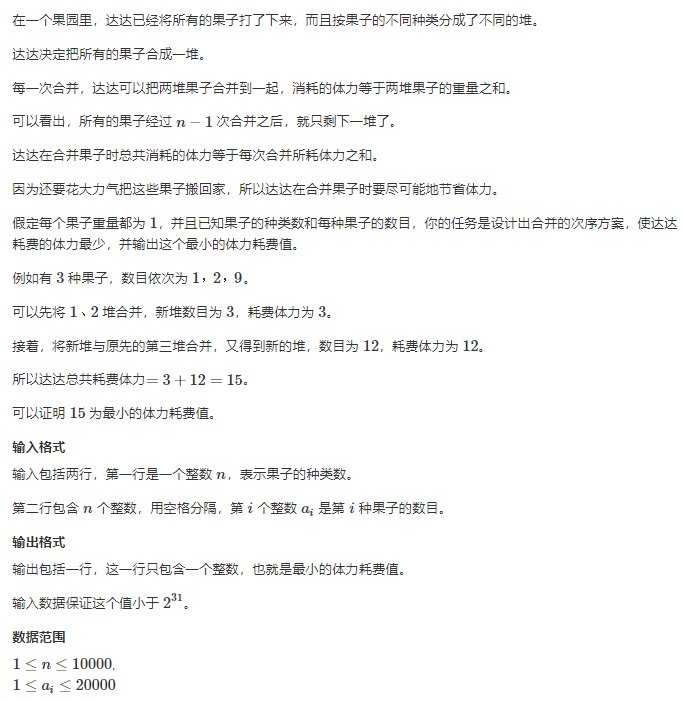 在一个果园里，达达已经将所有的果子打了下来，而且按果子的不同种类分成了不同的堆。
达达决定把所有的果子合成一堆。
每一次合并，达达可以把两堆果子合并到一起，消耗的体力等于两堆果子的重量之和。
可以看出，所有的果子经过 n − 1 次合并之后，就只剩下一堆了。
达达在合并果子时总共消耗的体力等于每次合并所耗体力之和。
因为还要花大力气把这些果子搬回家，所以达达在合并果子时要尽可能地节省体力。
假定每个果子重量都为 1，并且已知果子的种类数和每种果子的数目，你的任务是设计出合并的次序方案，使达达
耗费的体力最少，并输出这个最小的体力耗费值。
例如有 3 种果子，数目依次为 1，2，9。
可以先将 1、2 堆合并，新堆数目为 3，耗费体力为 3。
接着，将新堆与原先的第三堆合并，又得到新的堆，数目为 12，耗费体力为 12。
所以达达总共耗费体力= 3 + 12 = 15。
可以证明 15 为最小的体力耗费值。
输入格式
输入包括两行，第一行是一个整数 n，表示果子的种类数。
第二行包含 n 个整数，用空格分隔，第 i 个整数 aᵢ 是第 i 种果子的数目。
输出格式
输出包括一行，这一行只包含一个整数，也就是最小的体力耗费值。
输入数据保证这个值小于 2³¹。
数据范围
1 ≤ n ≤ 10000,
1 ≤ aᵢ ≤ 20000